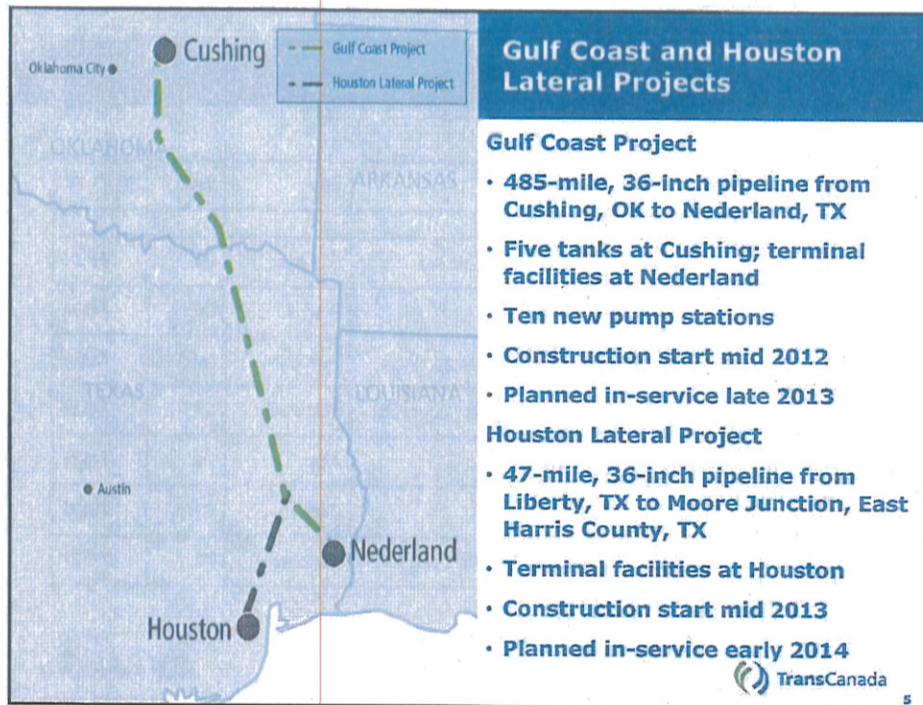 Cushing
Oklahoma City
Gulf Coast Project
Houston Lateral Project
OKLAHOMA
ARKANSAS
TEXAS
LOUISIANA
Austin
Nederland
Houston
Gulf Coast and Houston
Lateral Projects
Gulf Coast Project
• 485-mile, 36-inch pipeline from
Cushing, OK to Nederland, TX
• Five tanks at Cushing; terminal
facilities at Nederland
• Ten new pump stations
• Construction start mid 2012
• Planned in-service late 2013
Houston Lateral Project
• 47-mile, 36-inch pipeline from
Liberty, TX to Moore Junction, East
Harris County, TX
• Terminal facilities at Houston
• Construction start mid 2013
• Planned in-service early 2014
TransCanada
5